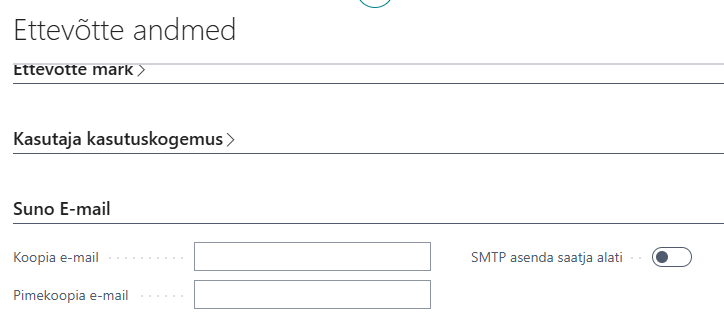 Ettevõtte andmed
Ettevõtte märk
Kasutaja kasutuskogemus
Suno E-mail
Koopia e-mail
SMTP asenda saatja alati
Pimekoopia e-mail